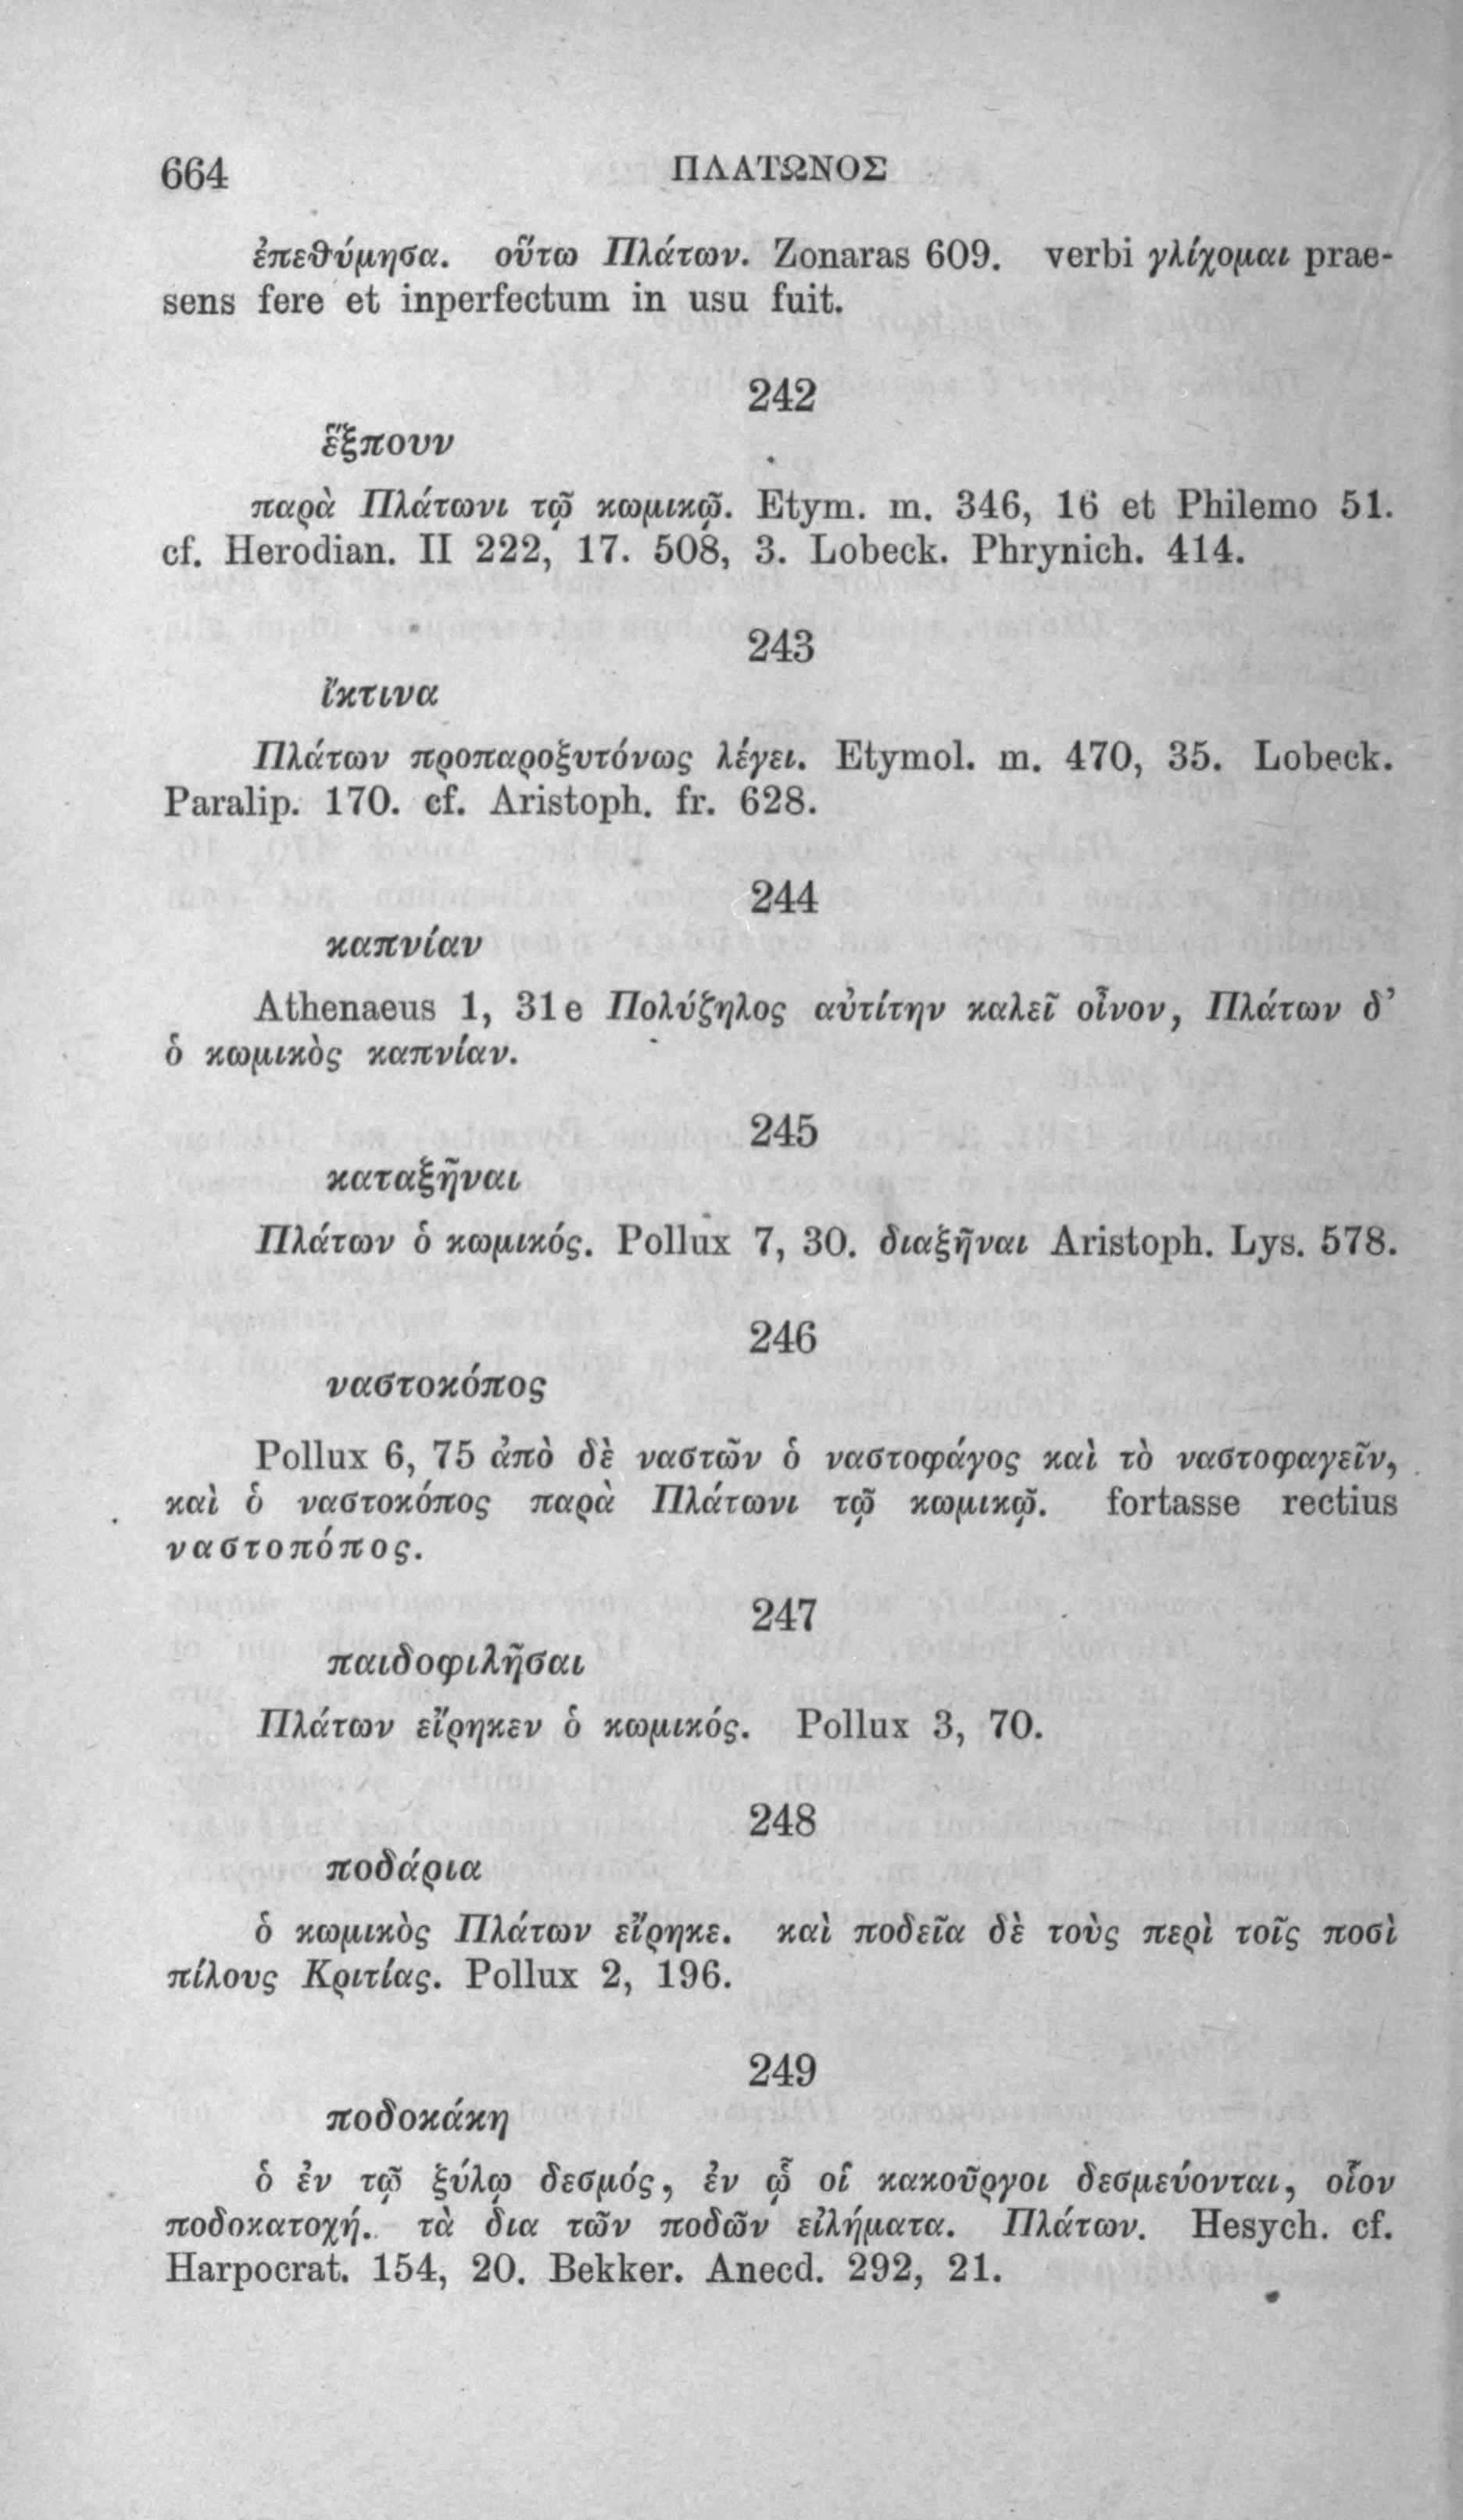 664 ΠΛΑΤΩΝΟΣ
ἐπεθύμησα. οὕτω Πλάτων. Zonaras 609. verbi γλίχομαι prae-
sens fere et inperfectum in usu fuit.
242
ἕξπουν
παρὰ Πλάτωνι τῷ κωμικῷ. Etym. m. 346, 16 et Philemo 51.
cf. Herodian. II 222, 17. 508, 3. Lobeck. Phrynich. 414.
243
ἴκτινα
Πλάτων προπαροξυτόνως λέγει. Etymol. m. 470, 35. Lobeck.
Paralip. 170. cf. Aristoph. fr. 628.
244
καπνίαν
Athenaeus 1, 31e Πολύζηλος αὐτίτην καλεῖ οἶνον, Πλάτων δ’
ὁ κωμικὸς καπνίαν.
245
καταξῆναι
Πλάτων ὁ κωμικός. Pollux 7, 30. διαξῆναι Aristoph. Lys. 578.
246
ναστοκόπος
Pollux 6, 75 ἀπὸ δὲ ναστῶν ὁ ναστοφάγος καὶ τὸ ναστοφαγεῖν,
καὶ ὁ ναστοκόπος παρὰ Πλάτωνι τῷ κωμικῷ. fortasse rectius
ναστοπόπος.
247
παιδοφιλῆσαι
Πλάτων εἴρηκεν ὁ κωμικός. Pollux 3, 70.
248
ποδάρια
ὁ κωμικὸς Πλάτων εἴρηκε. καὶ ποδεῖα δὲ τοὺς περὶ τοῖς ποσὶ
πίλους Κριτίας. Pollux 2, 196.
249
ποδοκάκη
ὁ ἐν τῷ ξύλῳ δεσμός, ἐν ᾧ οἱ κακοῦργοι δεσμεύονται, οἷον
ποδοκατοχή. τὰ δια τῶν ποδῶν εἰλήματα. Πλάτων. Hesych. cf.
Harpocrat. 154, 20. Bekker. Anecd. 292, 21.